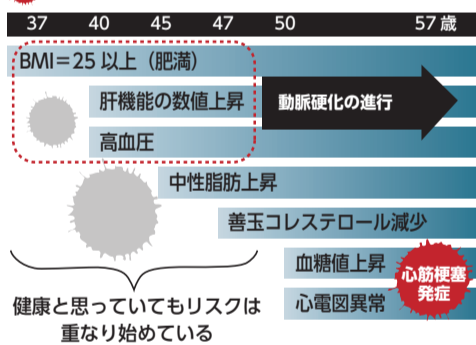 37 40 45 47 50 57歳
BMI=25 以上（肥満）
肝機能の数値上昇
動脈硬化の進行
高血圧
中性脂肪上昇
善玉コレステロール減少
血糖値上昇
心電図異常
心筋梗塞
発症
健康と思っていてもリスクは
重なり始めている